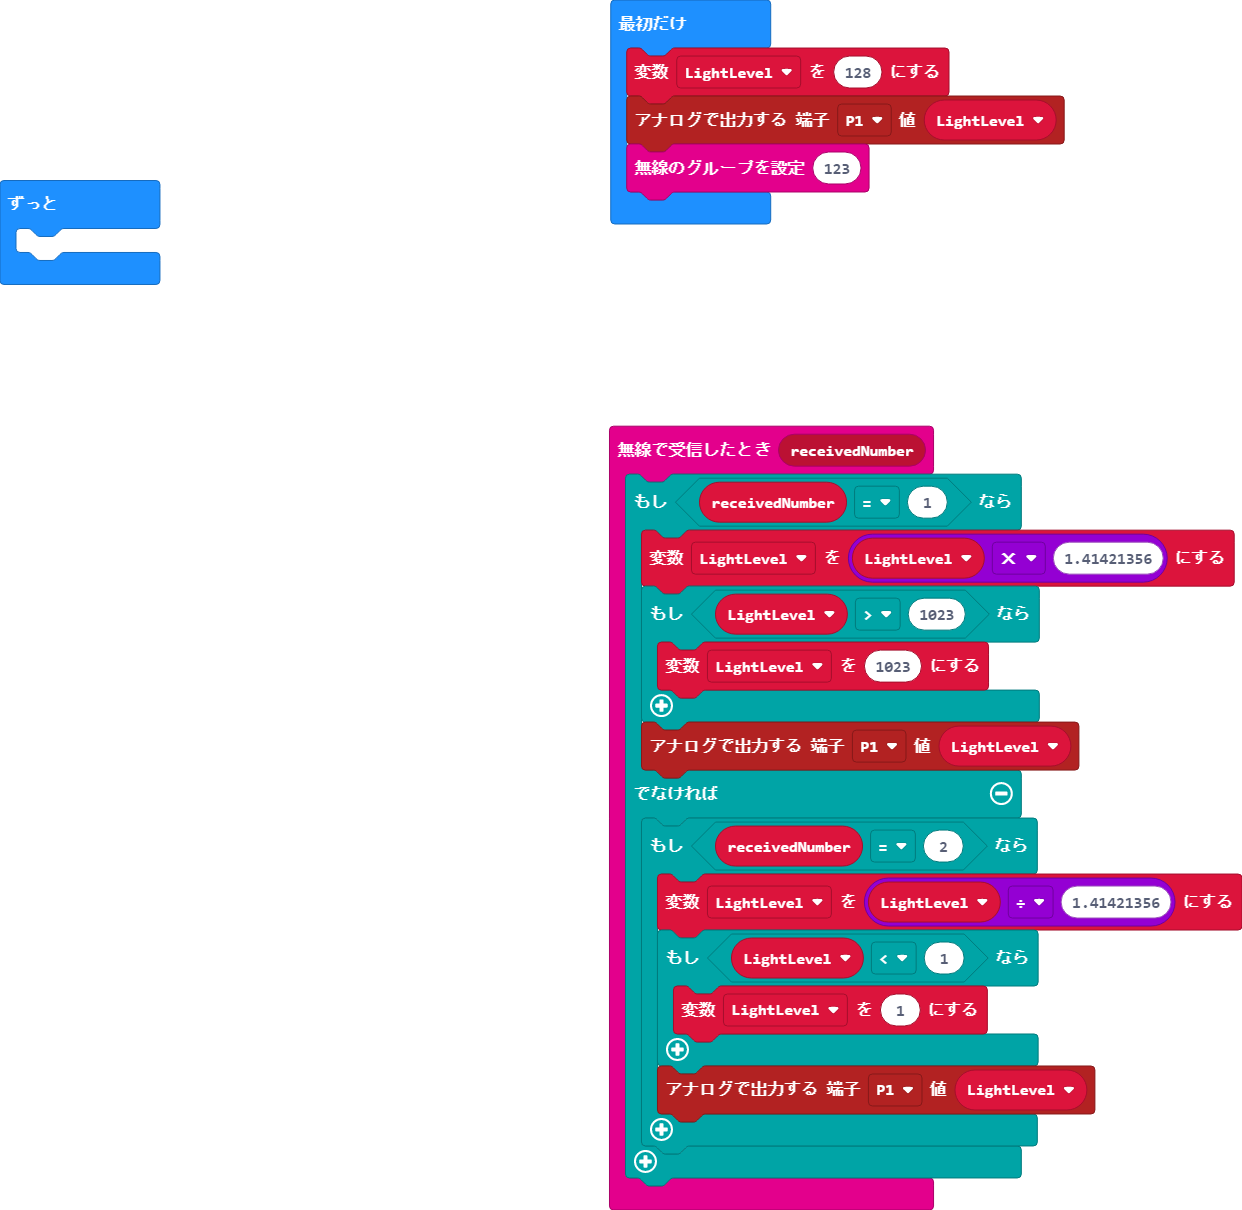 最初だけ
変数 LightLevel を 128 にする
アナログで出力する 端子 P1 値 LightLevel
無線のグループを設定 123
ずっと
無線で受信したとき receivedNumber
もし receivedNumber = 1 なら
変数 LightLevel を LightLevel × 1.41421356 にする
もし LightLevel > 1023 なら
変数 LightLevel を 1023 にする
アナログで出力する 端子 P1 値 LightLevel
でなければ
もし receivedNumber = 2 なら
変数 LightLevel を LightLevel ÷ 1.41421356 にする
もし LightLevel < 1 なら
変数 LightLevel を 1 にする
アナログで出力する 端子 P1 値 LightLevel